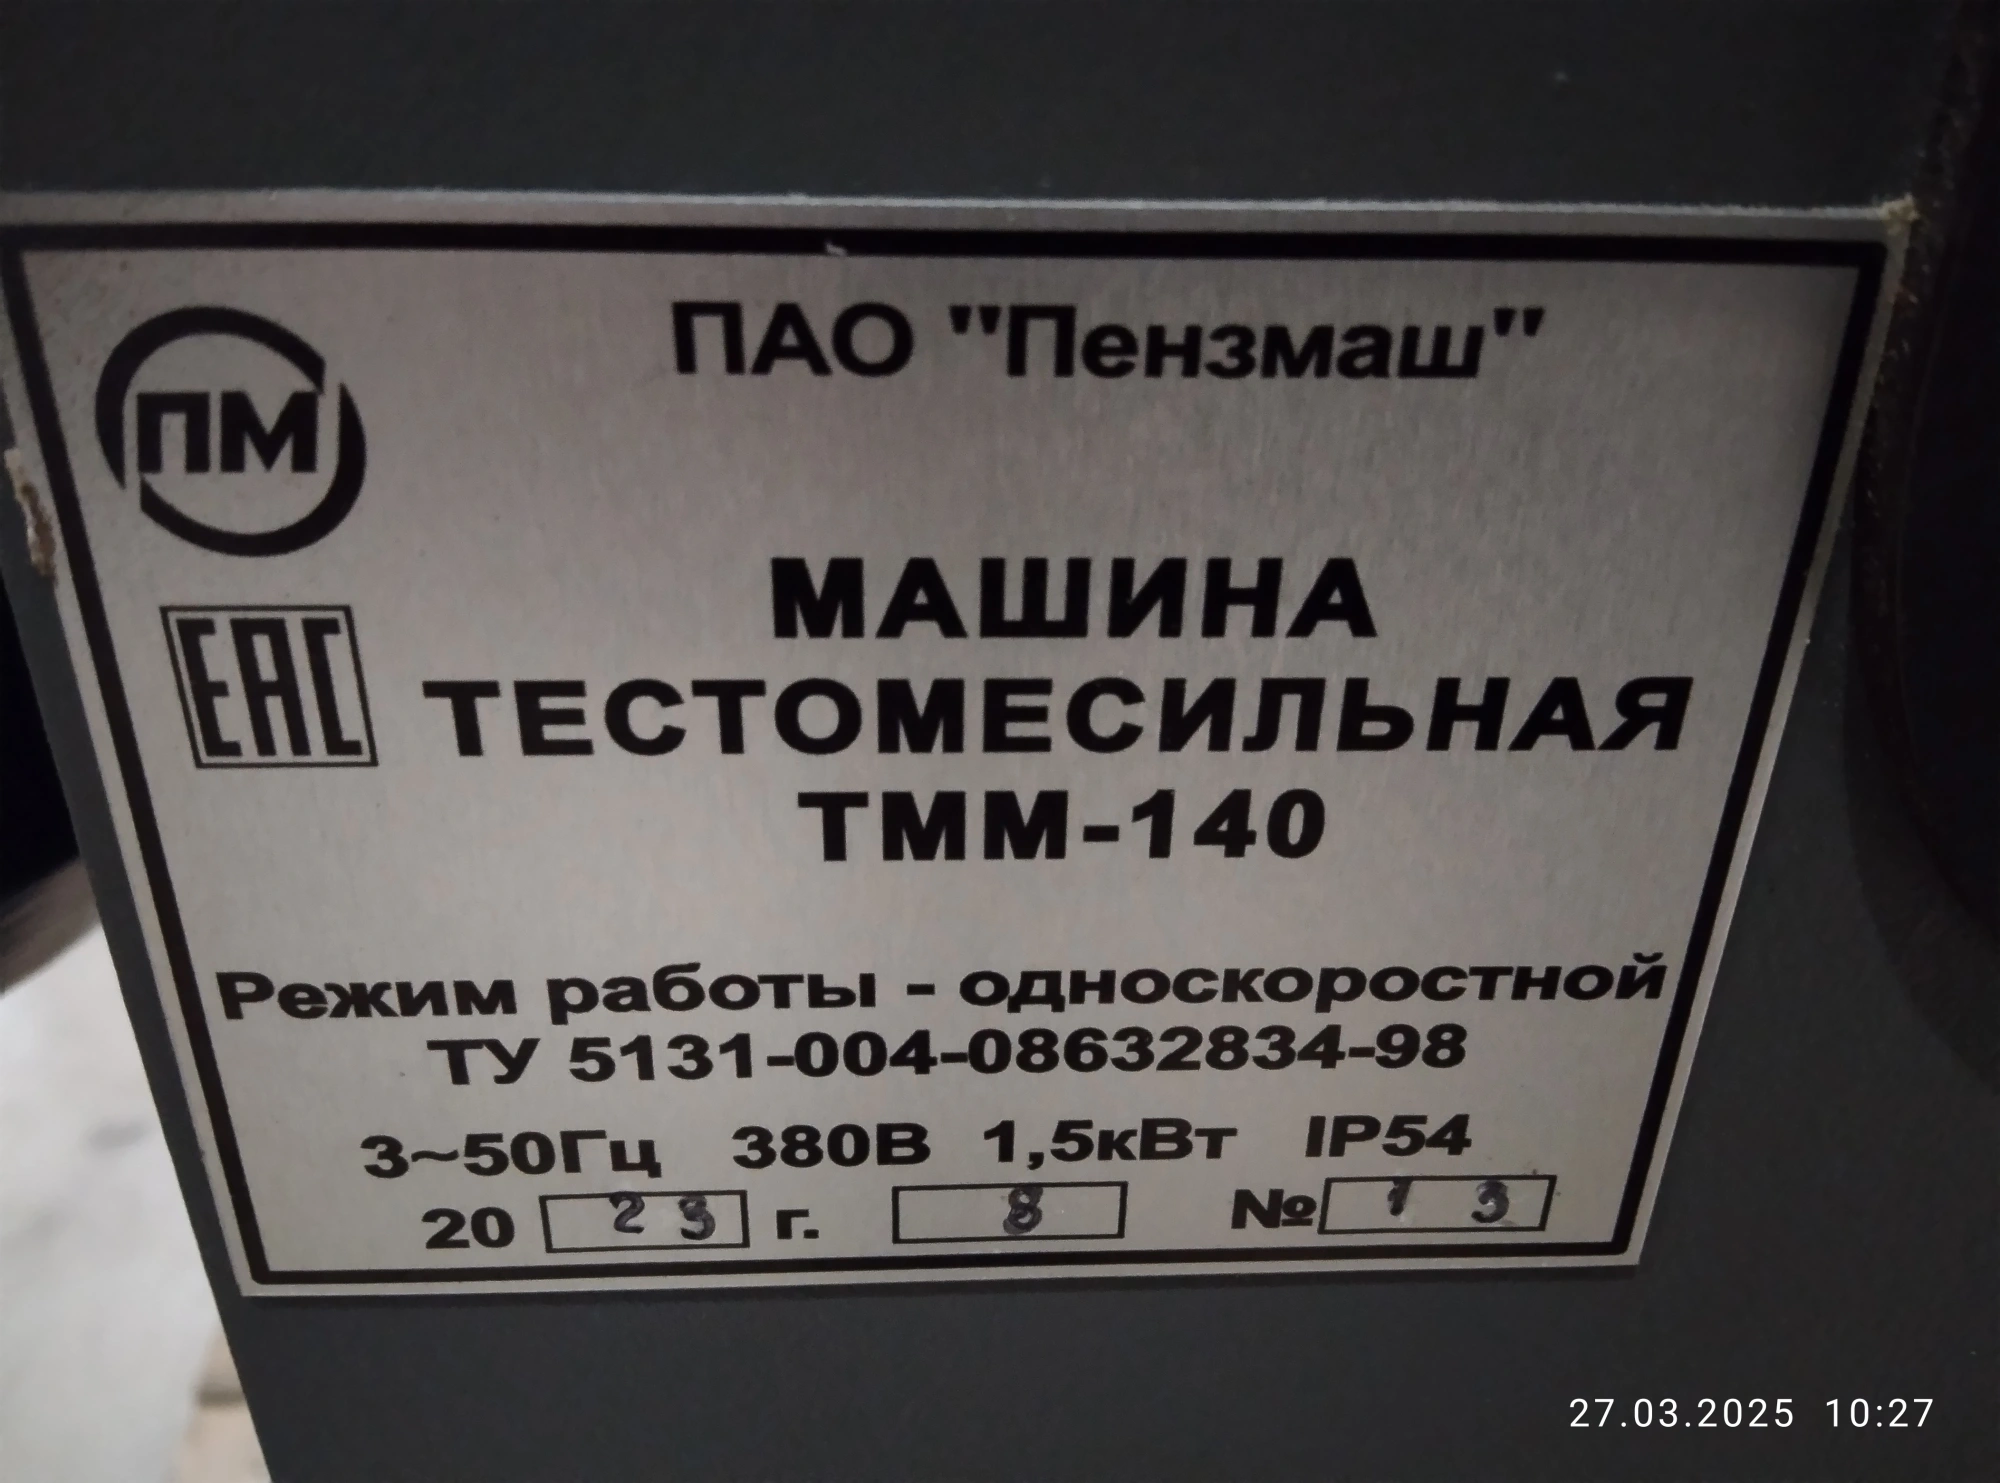 ПАО "Пензмаш"
ПМ
МАШИНА
EAC
ТЕСТОМЕСИЛЬНАЯ
ТММ-140
Режим работы - односкоростной
ТУ 5131-004-08632834-98
3~50Гц 380В 1,5кВт IP54
20 23 г. 8 № 13
27.03.2025 10:27